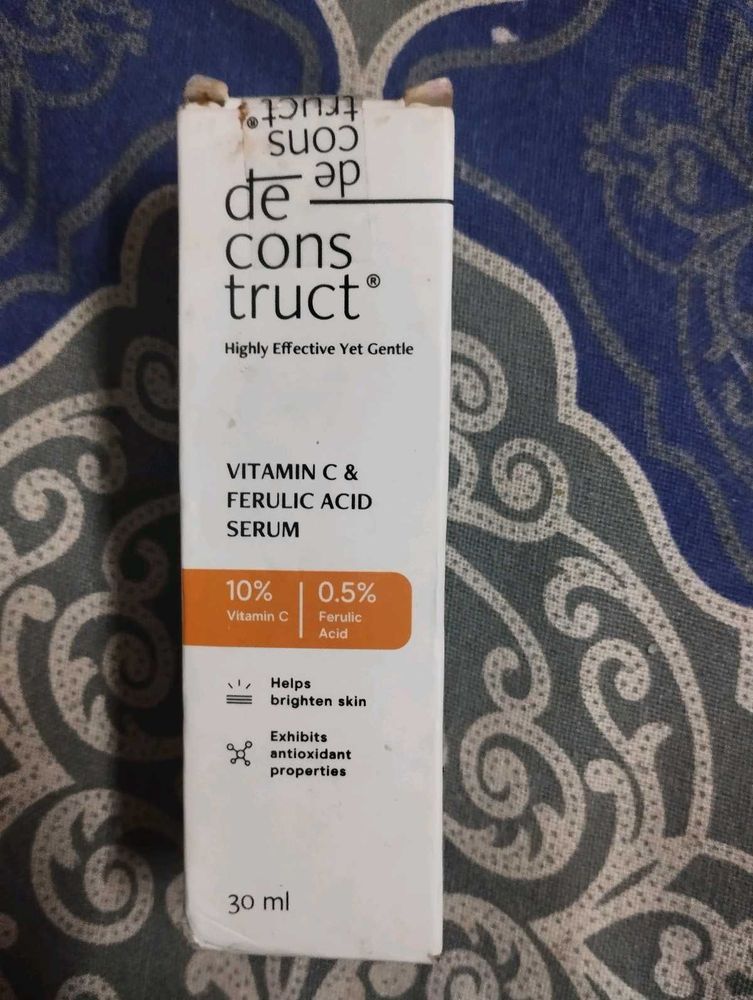 de
cons
truct®
de
cons
truct®
Highly Effective Yet Gentle
VITAMIN C &
FERULIC ACID
SERUM
10%
Vitamin C
0.5%
Ferulic
Acid
Helps
brighten skin
Exhibits
antioxidant
properties
30 ml